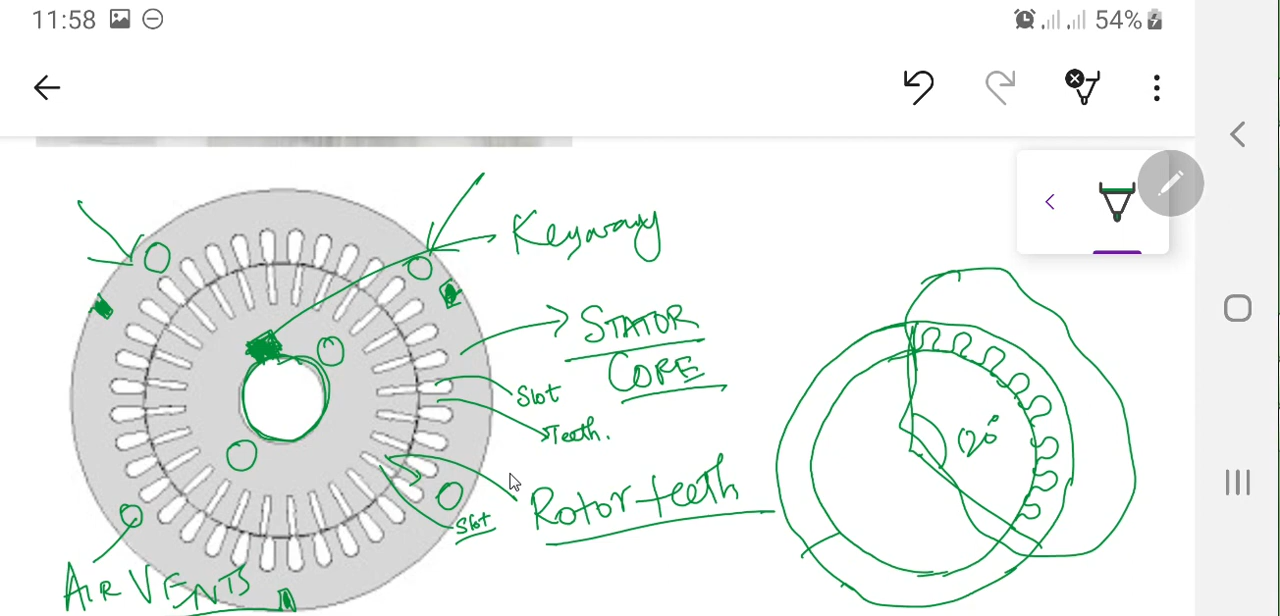 11:58
54%
Keyway
STATOR
CORE
Slot
Teeth.
120°
Rotor teeth
Slot
AIR VENTS